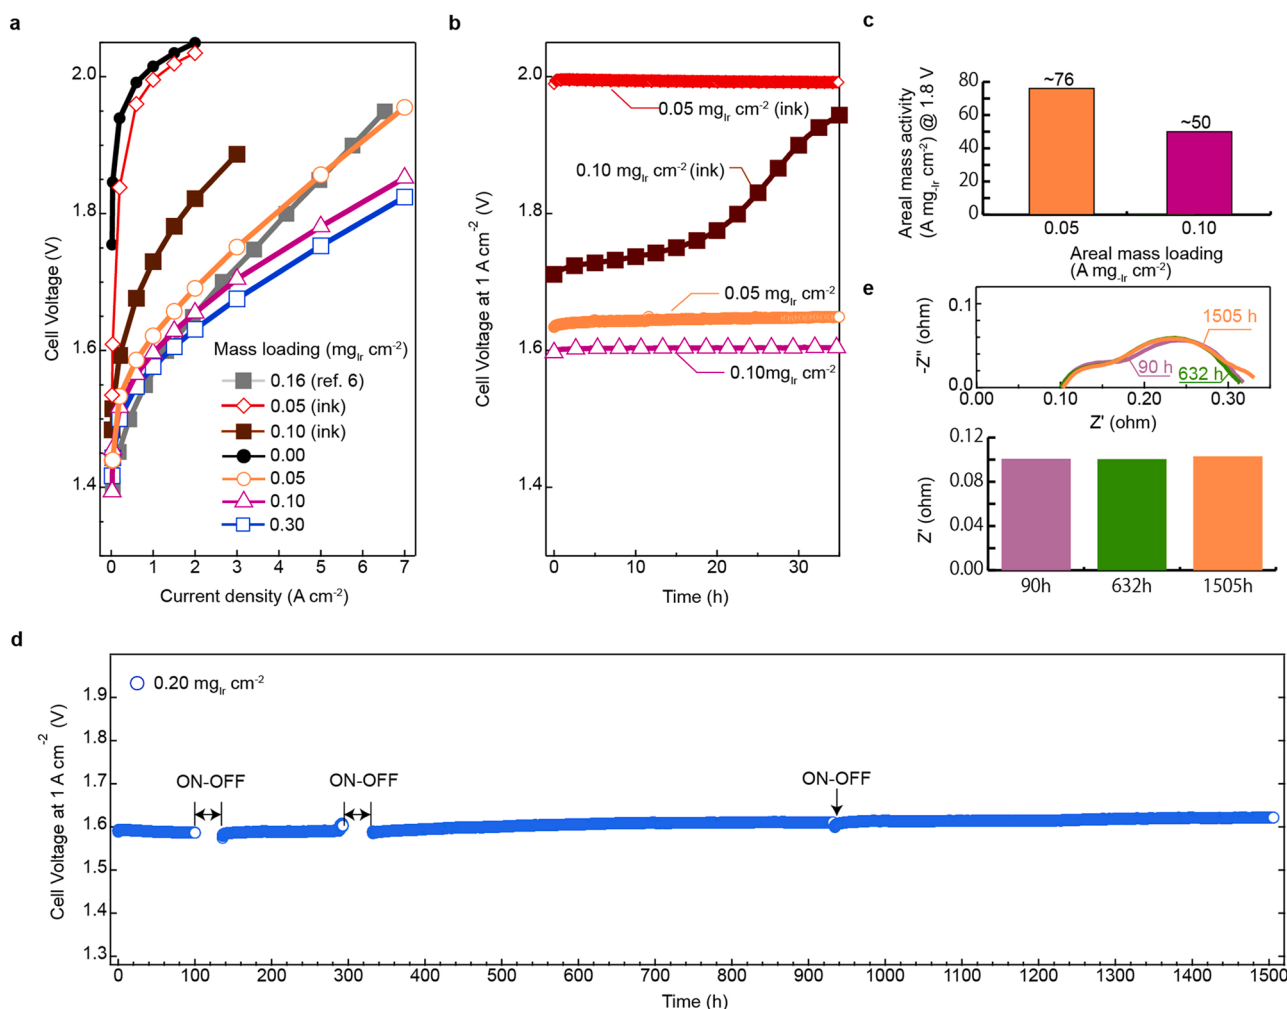 a
Cell Voltage (V)
2.0
1.8
1.6
1.4
0
1
2
3
4
5
6
7
Current density (A cm-2)
Mass loading (mgIr cm-2)
0.16 (ref. 6)
0.05 (ink)
0.10 (ink)
0.00
0.05
0.10
0.30
b
Cell Voltage at 1 A cm-2 (V)
2.0
1.8
1.6
1.4
0
10
20
30
Time (h)
0.05 mgIr cm-2 (ink)
0.10 mgIr cm-2 (ink)
0.05 mgIr cm-2
0.10mgIr cm-2
c
Areal mass activity
(A mg-Ir cm-2) @ 1.8 V
80
60
40
20
0
~76
~50
0.05
0.10
Areal mass loading
(A mg-Ir cm-2)
e
-Z" (ohm)
0.1
0.0
0.00
0.10
0.20
0.30
Z' (ohm)
1505 h
90 h
632 h
Z' (ohm)
0.12
0.08
0.04
0.00
90h
632h
1505h
d
Cell Voltage at 1 A cm-2 (V)
1.9
1.8
1.7
1.6
1.5
1.4
1.3
0.20 mgIr cm-2
ON-OFF
ON-OFF
ON-OFF
0
100
200
300
400
500
600
700
800
900
1000
1100
1200
1300
1400
1500
Time (h)